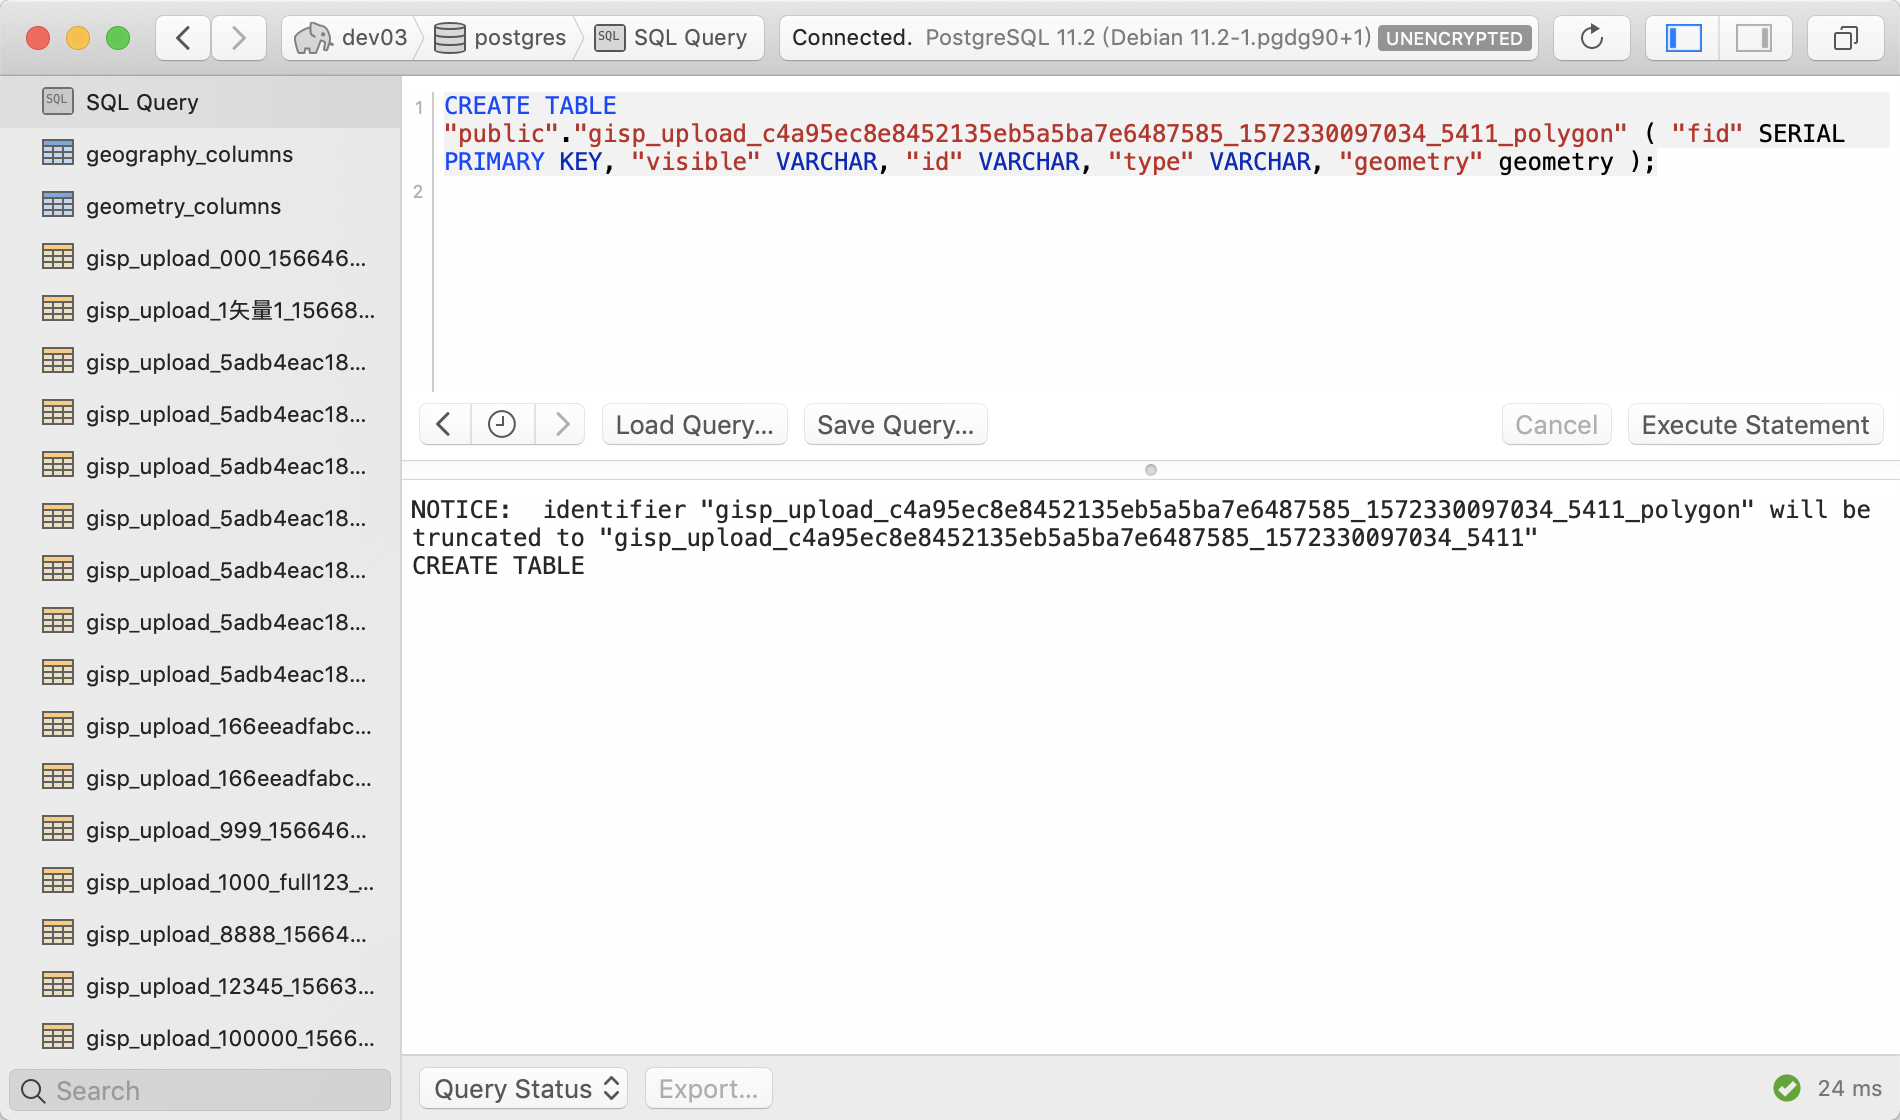 dev03
postgres
SQL
SQL Query
Connected. PostgreSQL 11.2 (Debian 11.2-1.pgdg90+1) UNENCRYPTED
SQL
SQL Query
geography_columns
geometry_columns
gisp_upload_000_156646...
gisp_upload_1矢量1_15668...
gisp_upload_5adb4eac18...
gisp_upload_5adb4eac18...
gisp_upload_5adb4eac18...
gisp_upload_5adb4eac18...
gisp_upload_5adb4eac18...
gisp_upload_5adb4eac18...
gisp_upload_5adb4eac18...
gisp_upload_166eeadfabc...
gisp_upload_166eeadfabc...
gisp_upload_999_156646...
gisp_upload_1000_full123_...
gisp_upload_8888_15664...
gisp_upload_12345_15663...
gisp_upload_100000_1566...
Search
1
CREATE TABLE
"public"."gisp_upload_c4a95ec8e8452135eb5a5ba7e6487585_1572330097034_5411_polygon" ( "fid" SERIAL
PRIMARY KEY, "visible" VARCHAR, "id" VARCHAR, "type" VARCHAR, "geometry" geometry );
2
Load Query...
Save Query...
Cancel
Execute Statement
NOTICE:  identifier "gisp_upload_c4a95ec8e8452135eb5a5ba7e6487585_1572330097034_5411_polygon" will be
truncated to "gisp_upload_c4a95ec8e8452135eb5a5ba7e6487585_1572330097034_5411"
CREATE TABLE
Query Status
Export...
24 ms